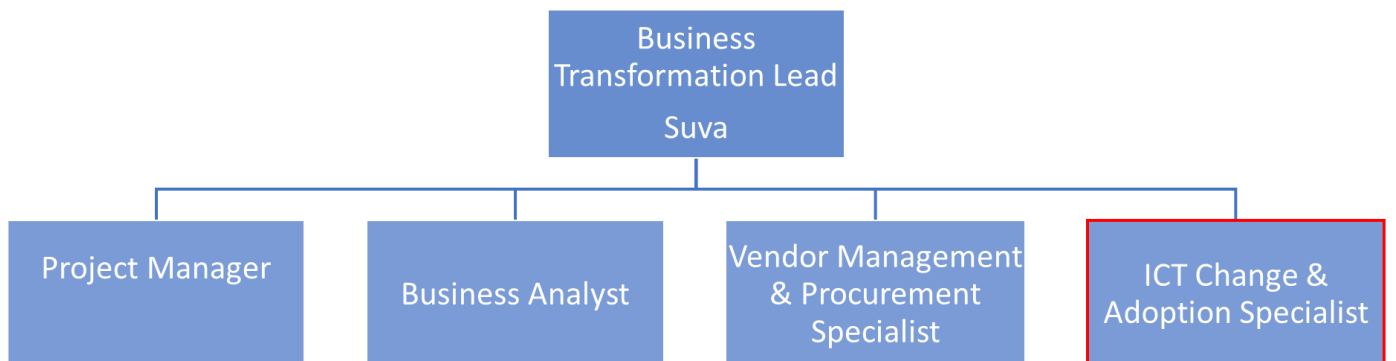 Business
Transformation Lead
Suva
Project Manager
Business Analyst
Vendor Management
& Procurement
Specialist
ICT Change &
Adoption Specialist